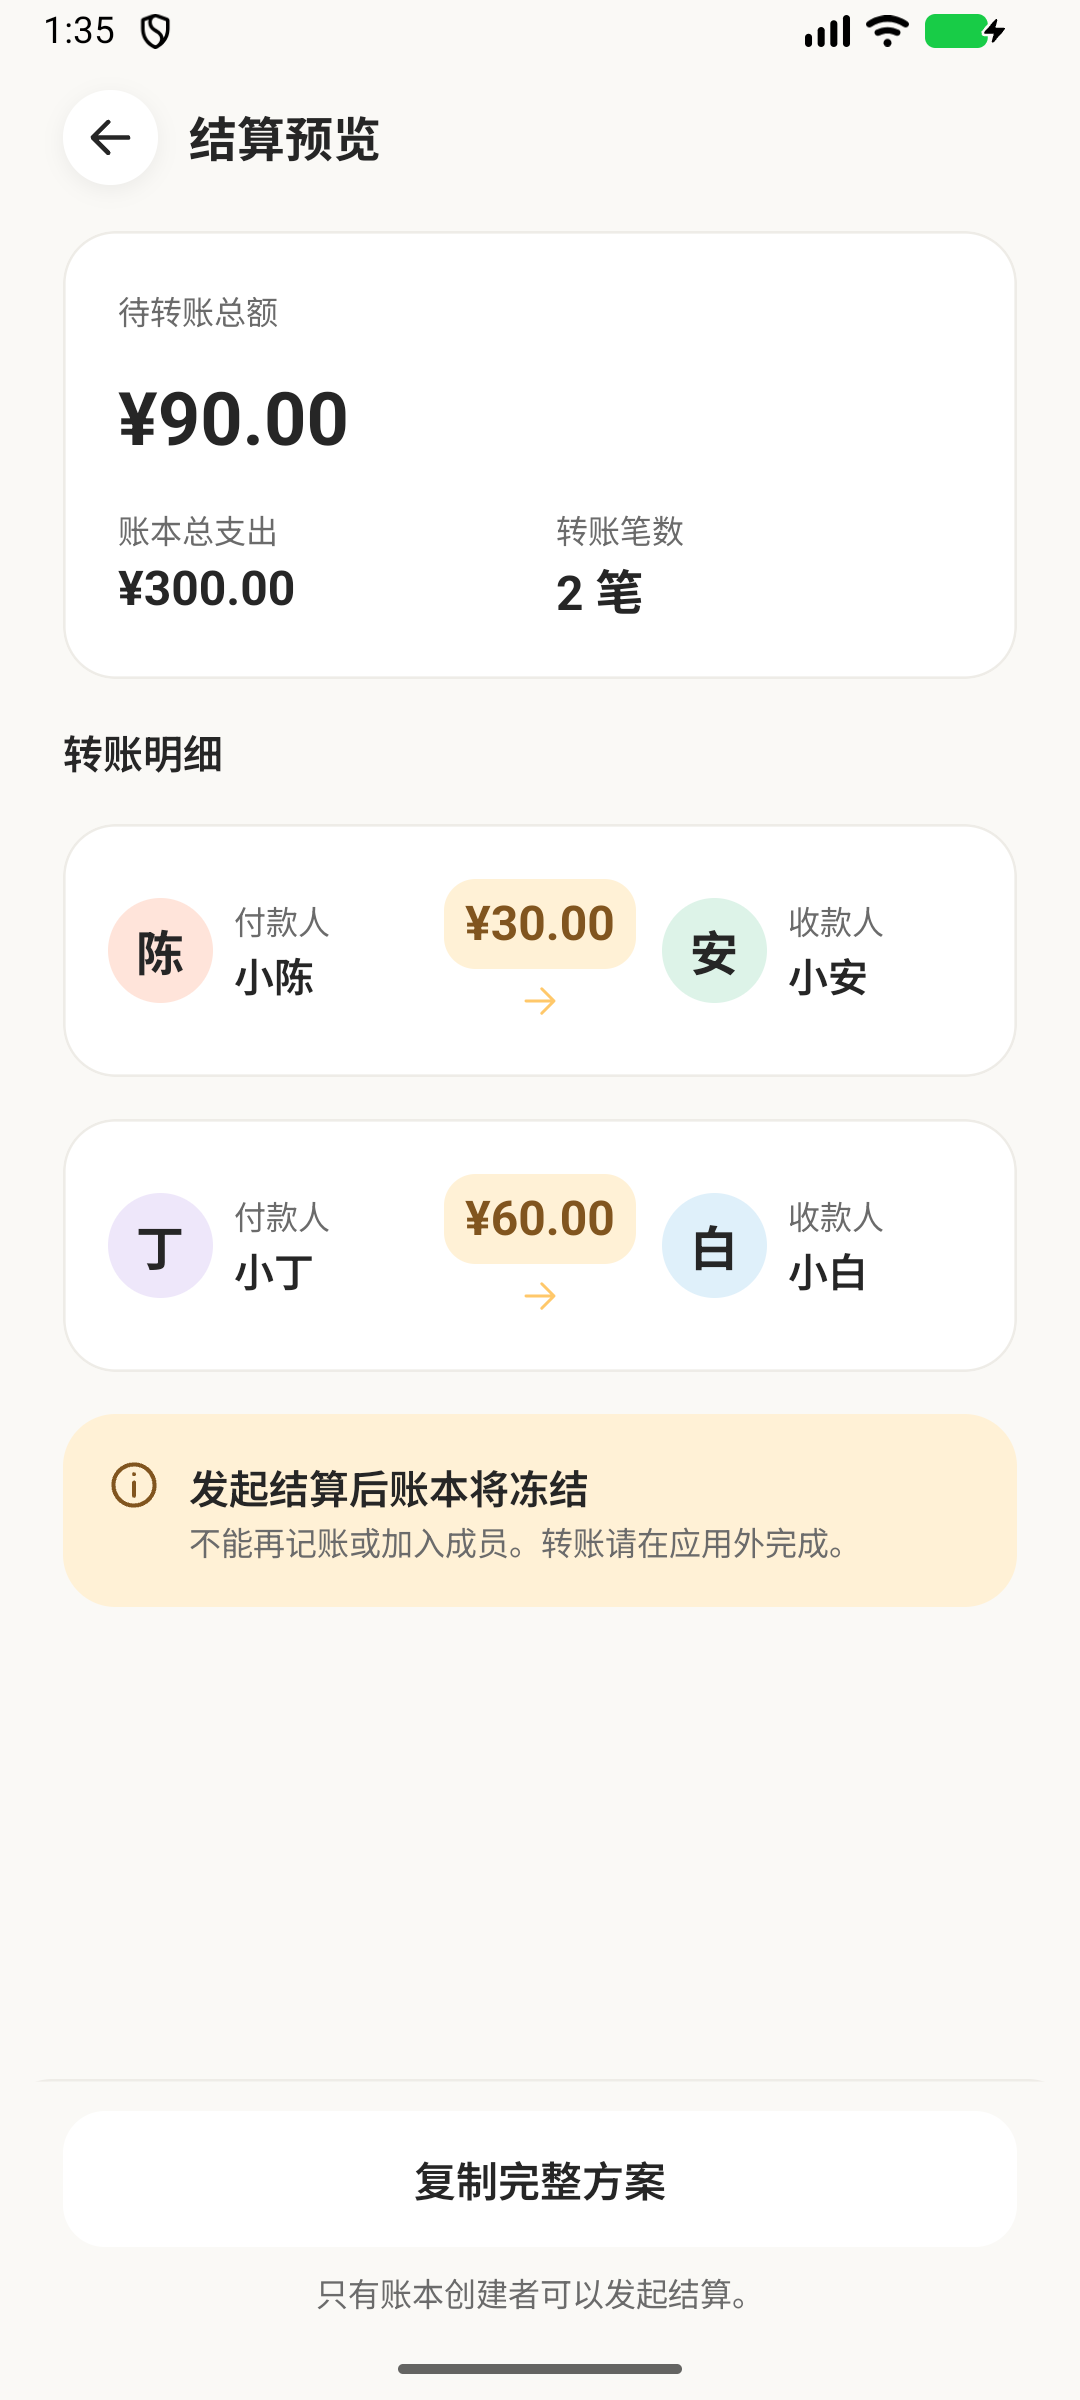 1:35
结算预览
待转账总额
¥90.00
账本总支出 转账笔数
¥300.00 2 笔
转账明细
陈 付款人 ¥30.00 安 收款人
小陈 小安
丁 付款人 ¥60.00 白 收款人
小丁 小白
发起结算后账本将冻结
不能再记账或加入成员。转账请在应用外完成。
复制完整方案
只有账本创建者可以发起结算。